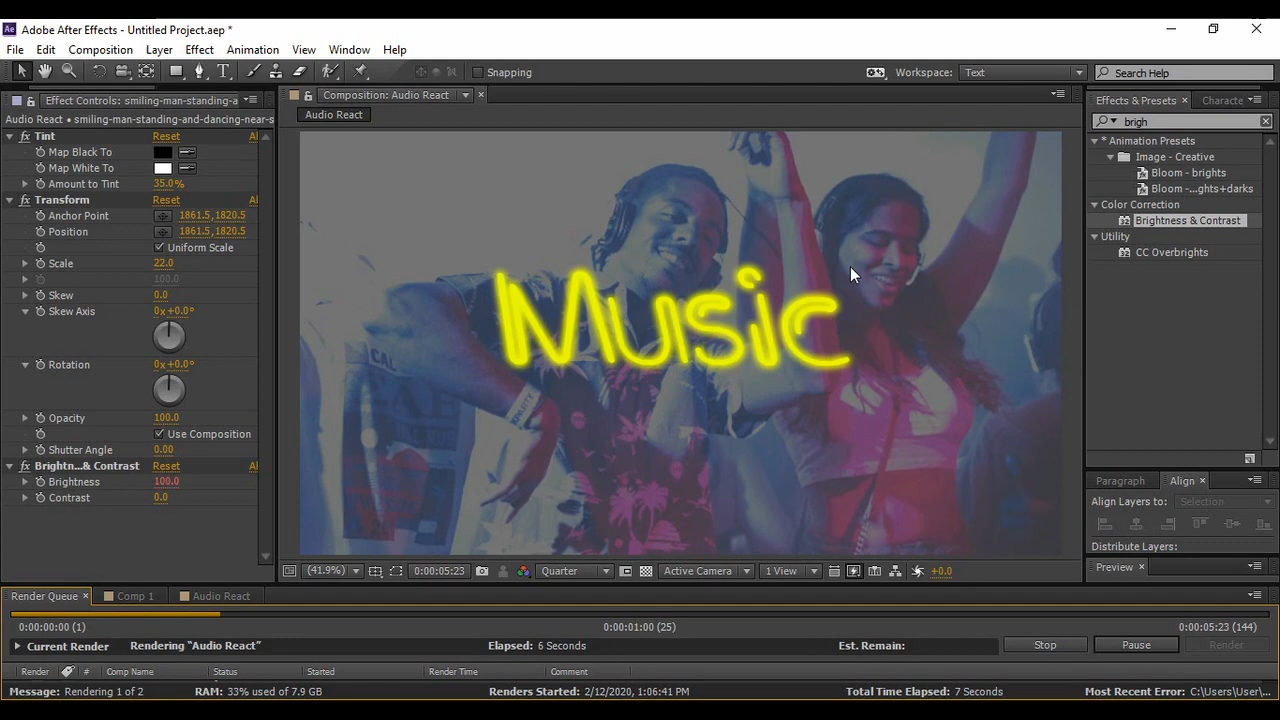 Adobe After Effects - Untitled Project.aep *
File Edit Composition Layer Effect Animation View Window Help
Snapping Workspace: Text Search Help
Effect Controls: smiling-man-standing-a
Composition: Audio React
Effects & Presets × Characte
Audio React • smiling-man-standing-and-dancing-near-s
Audio React
brigh
Tint Reset
Map Black To
Map White To
Amount to Tint 35.0%
Transform Reset
Anchor Point 1861.5,1820.5
Position 1861.5,1820.5
Uniform Scale
Scale 22.0
100.0
Skew 0.0
Skew Axis 0x+0.0°
Rotation 0x+0.0°
Opacity 100.0
Use Composition
Shutter Angle 0.00
Brightn...& Contrast Reset
Brightness 100.0
Contrast 0.0
Music
CAL
* Animation Presets
Image - Creative
Bloom - brights
Bloom -...ghts+darks
Color Correction
Brightness & Contrast
Utility
CC Overbrights
Paragraph Align ×
Align Layers to: Selection
Distribute Layers:
Preview ×
(41.9%) 0:00:05:23 Quarter Active Camera 1 View +0.0
Render Queue × Comp 1 Audio React
0:00:00:00 (1) 0:00:01:00 (25) 0:00:05:23 (144)
Current Render Rendering “Audio React” Elapsed: 6 Seconds Est. Remain: Stop Pause Render
Render # Comp Name Status Started Render Time Comment
Message: Rendering 1 of 2 RAM: 33% used of 7.9 GB Renders Started: 2/12/2020, 1:06:41 PM Total Time Elapsed: 7 Seconds Most Recent Error: C:\Users\User\...